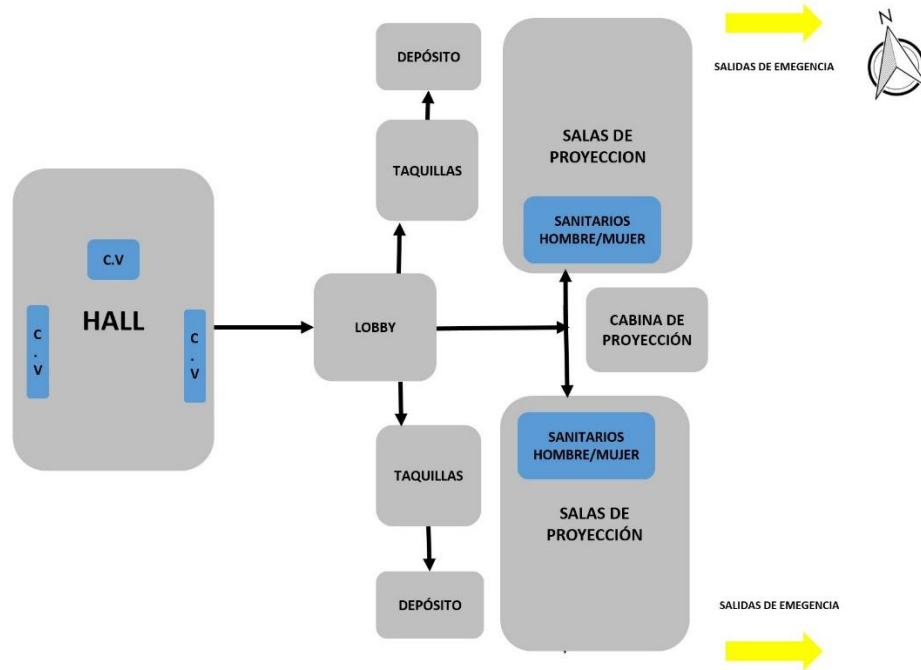 N
DEPÓSITO
SALIDAS DE EMEGENCIA
TAQUILLAS
SALAS DE
PROYECCION
SANITARIOS
HOMBRE/MUJER
C.V
HALL
C
.
V
C
.
V
LOBBY
CABINA DE
PROYECCIÓN
TAQUILLAS
SANITARIOS
HOMBRE/MUJER
SALAS DE
PROYECCIÓN
DEPÓSITO
SALIDAS DE EMEGENCIA